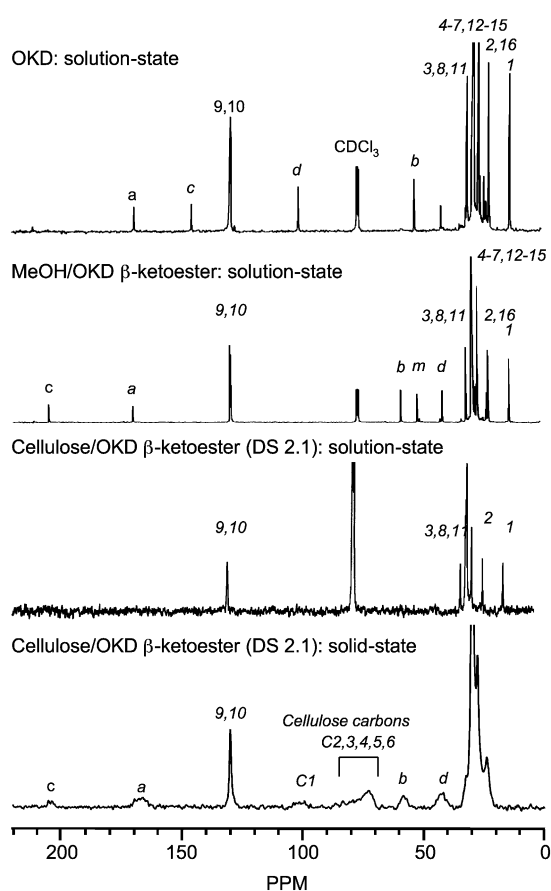 4-7,12-15
OKD: solution-state
2,16
3,8,11
1
9,10
CDCl3
a
c
d
b
MeOH/OKD β-ketoester: solution-state
4-7,12-15
9,10
3,8,11
2,16
1
c
a
b
m
d
Cellulose/OKD β-ketoester (DS 2.1): solution-state
9,10
3,8,11
2
1
Cellulose/OKD β-ketoester (DS 2.1): solid-state
9,10
Cellulose carbons
C2,3,4,5,6
c
a
C1
b
d
200
150
100
50
0
PPM